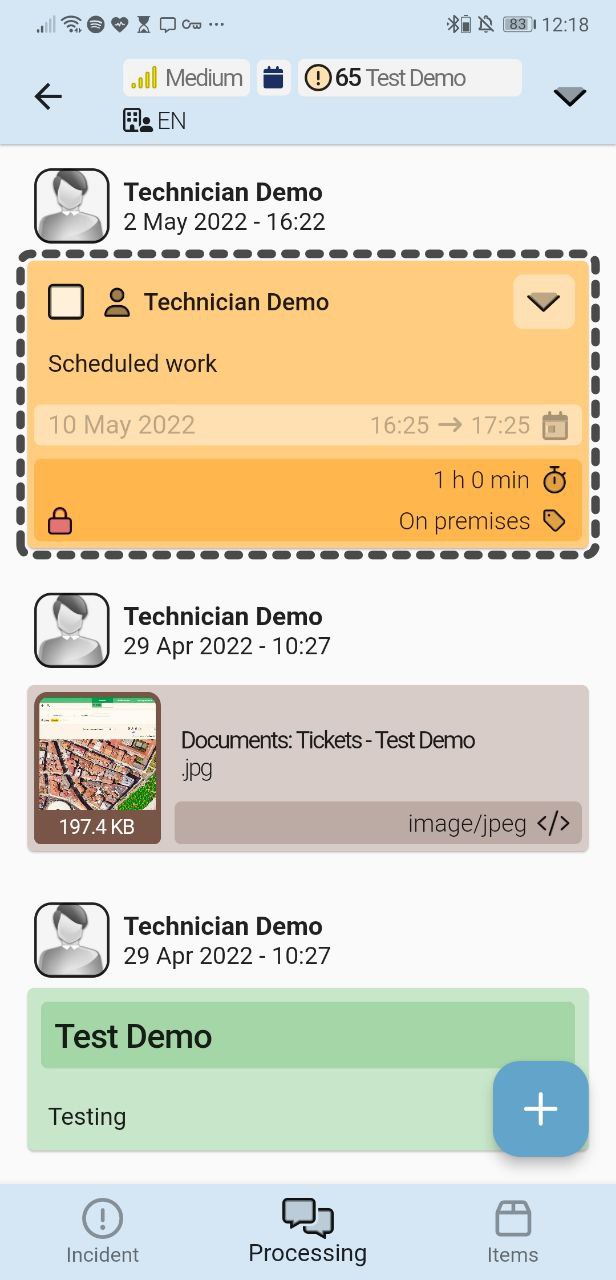 83 12:18
Medium 65 Test Demo
EN
Technician Demo
2 May 2022 - 16:22
Technician Demo
Scheduled work
10 May 2022 16:25 → 17:25
1 h 0 min
On premises
Technician Demo
29 Apr 2022 - 10:27
Documents: Tickets - Test Demo
.jpg
197.4 KB
image/jpeg </>
Technician Demo
29 Apr 2022 - 10:27
Test Demo
Testing
Incident Processing Items